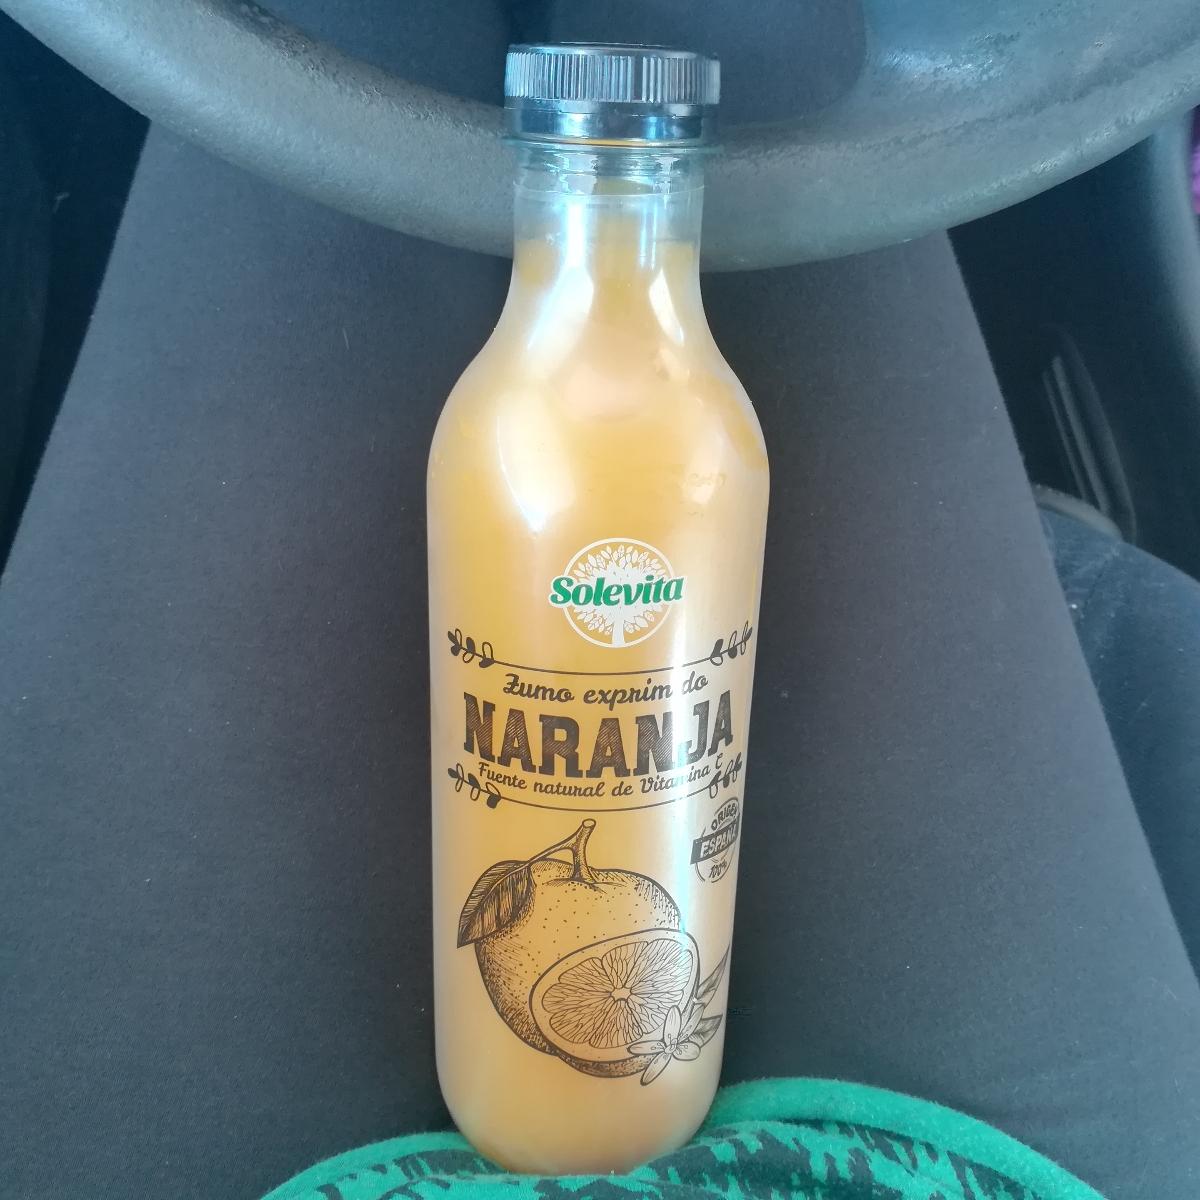 Solevita
Zumo exprimido
NARANJA
Fuente natural de Vitamina C
ORIGEN
ESPAÑA
100%